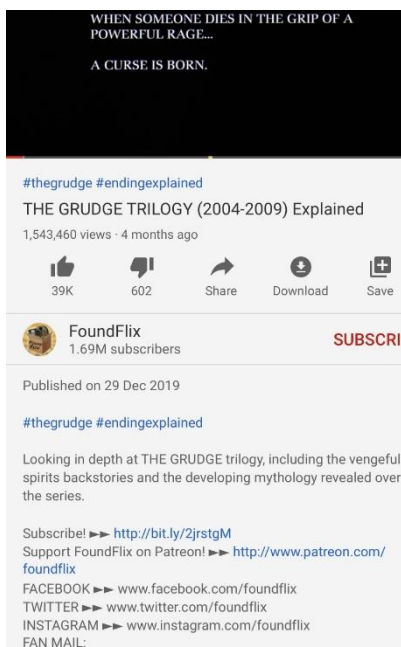 WHEN SOMEONE DIES IN THE GRIP OF A
POWERFUL RAGE...
A CURSE IS BORN.
#thegrudge #endingexplained
THE GRUDGE TRILOGY (2004-2009) Explained
1,543,460 views · 4 months ago
39K 602 Share Download Save
FoundFlix
1.69M subscribers
SUBSCRI
Published on 29 Dec 2019
#thegrudge #endingexplained
Looking in depth at THE GRUDGE trilogy, including the vengeful
spirits backstories and the developing mythology revealed over
the series.
Subscribe! ►► http://bit.ly/2jrstgM
Support FoundFlix on Patreon! ►► http://www.patreon.com/
foundflix
FACEBOOK ►► www.facebook.com/foundflix
TWITTER ►► www.twitter.com/foundflix
INSTAGRAM ►► www.instagram.com/foundflix
FAN MAIL: